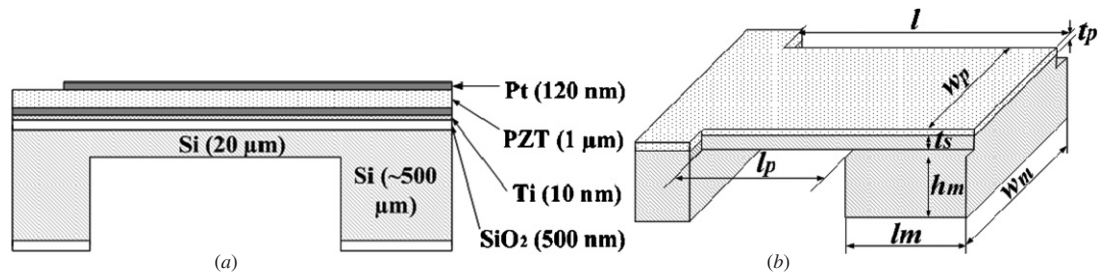 Pt (120 nm)
PZT (1 µm)
Si (20 µm)
Si (~500
µm)
Ti (10 nm)
SiO2 (500 nm)
(a)
l
tp
wp
ts
lp
hm
wm
lm
(b)